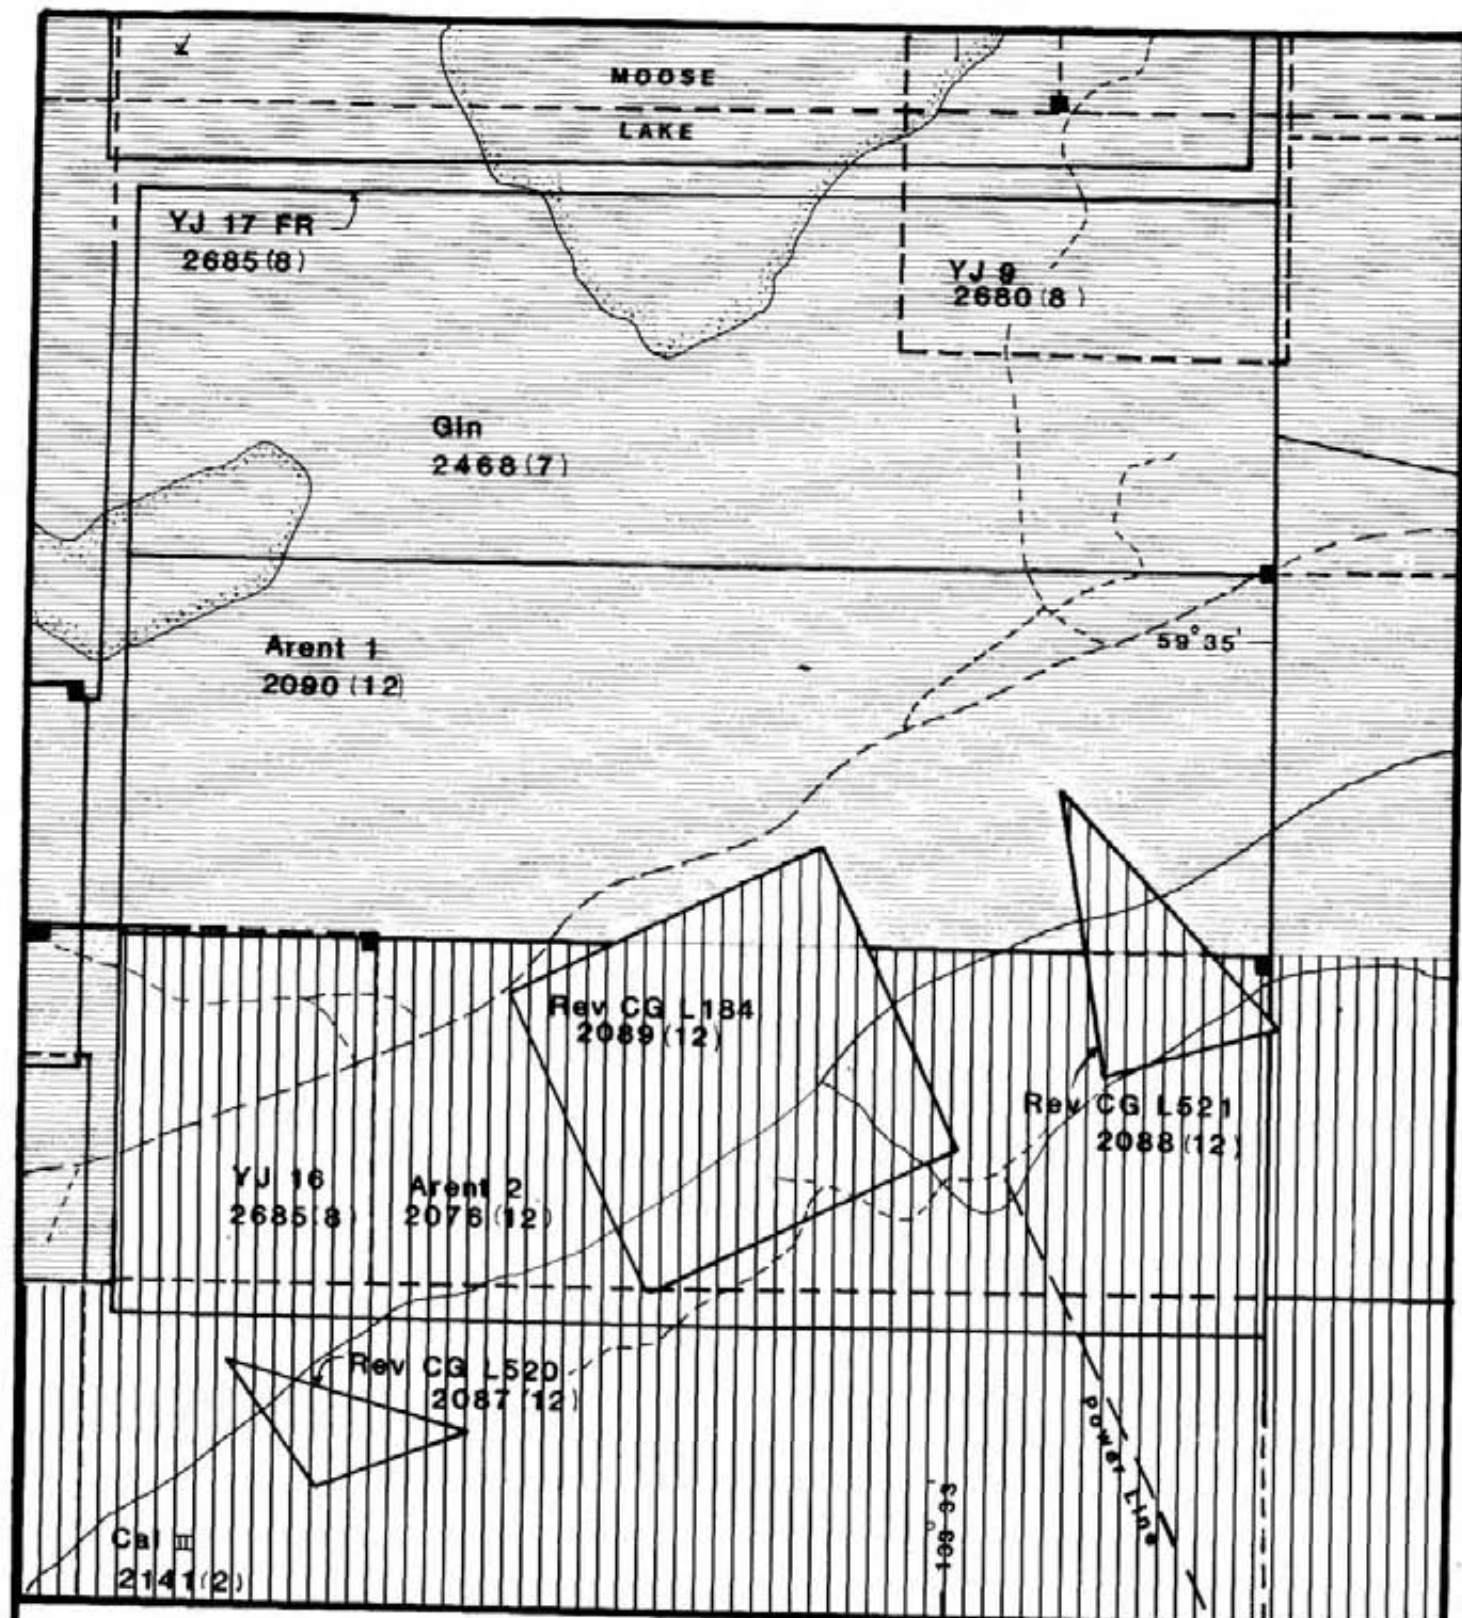 MOOSE
LAKE
YJ 17 FR
2685(8)
YJ 9
2680(8)
Gin
2468(7)
59°35'
Arent 1
2090(12)
Rev CG L184
2089(12)
Rev CG L521
2088(12)
YJ 16
2685(8)
Arent 2
2076(12)
Rev CG L520
2087(12)
Power Line
133° 33'
Cal III
2141(2)